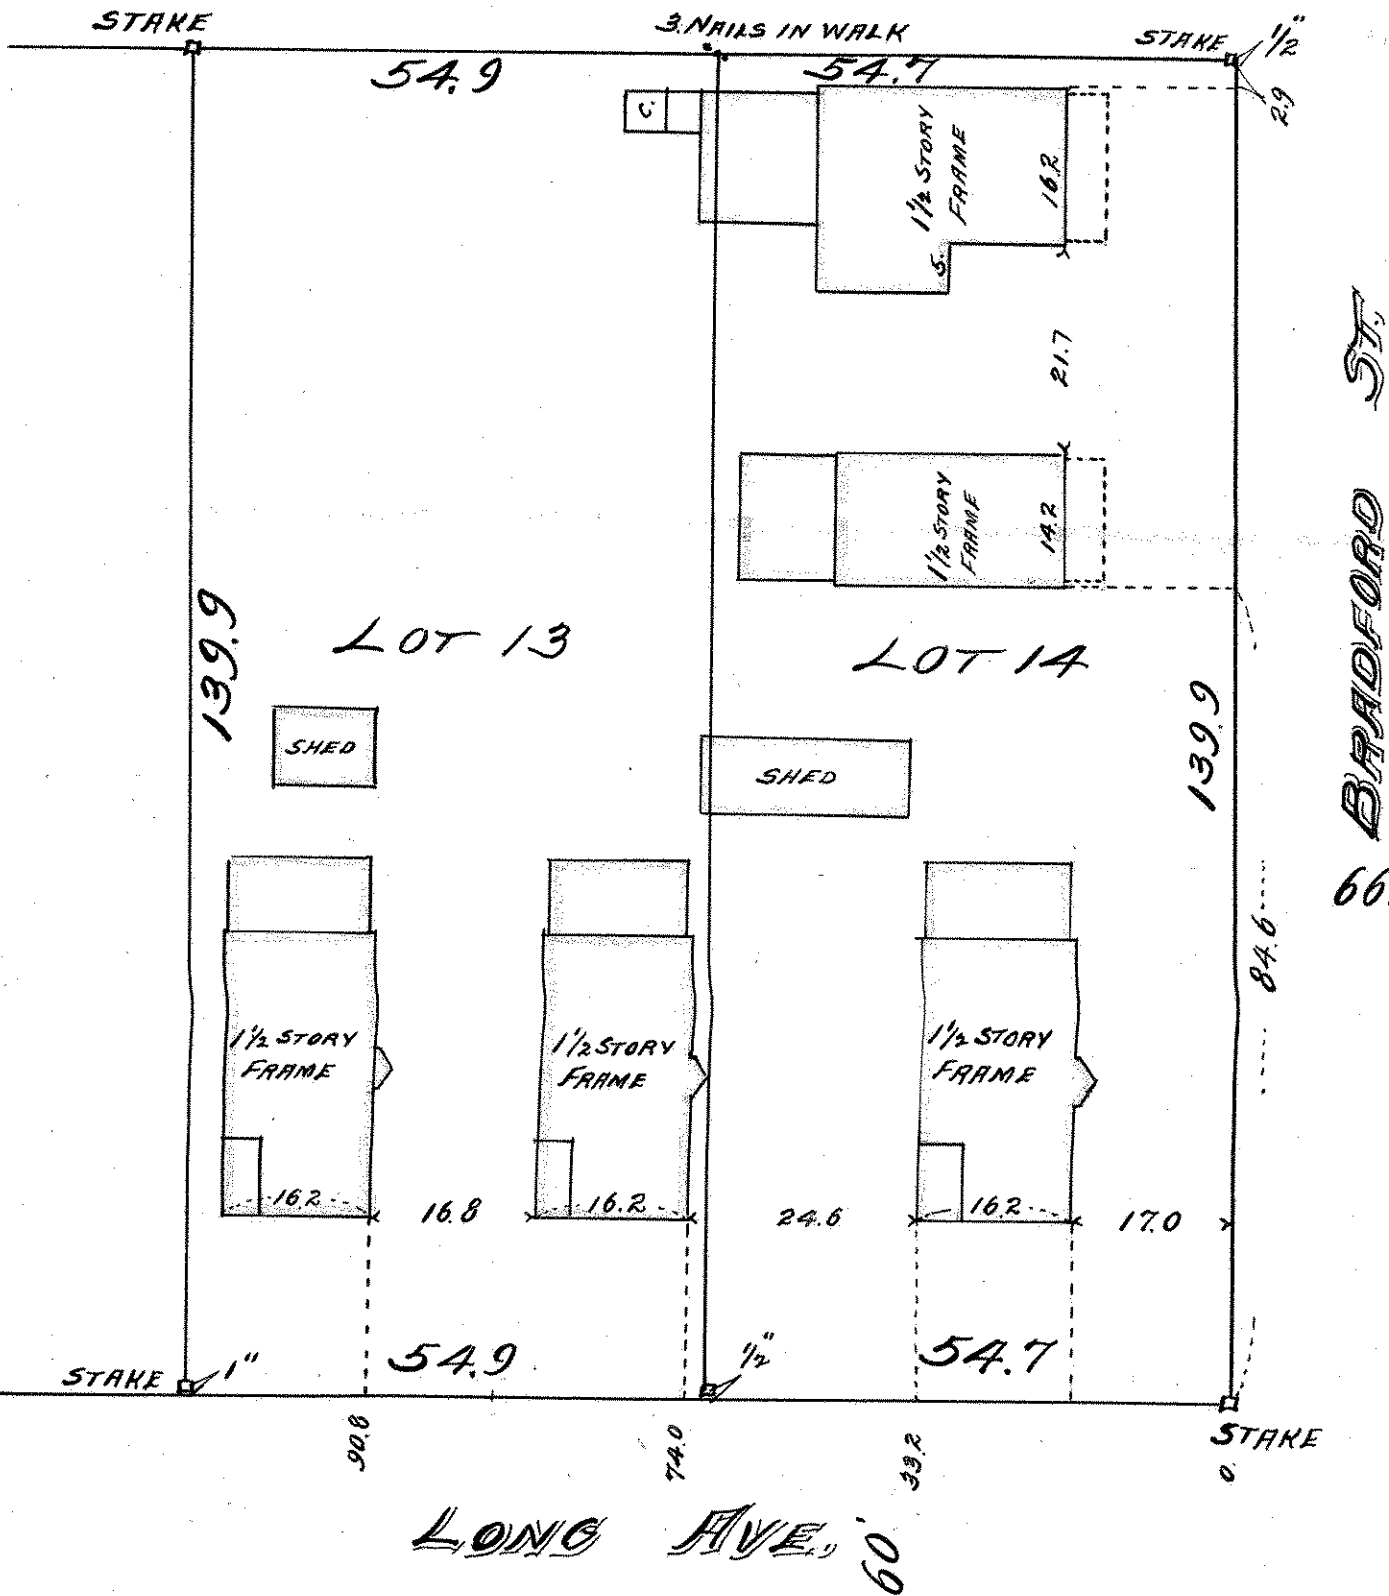 STAKE
3 NAILS IN WALK
STAKE
1/2"
54.9
54.7
2.9
C.
1 1/2 STORY
FRAME
16.2
5.
21.7
ST.,
1 1/2 STORY
FRAME
14.2
139.9
LOT 13
LOT 14
139.9
BRADFORD
66.
SHED
SHED
84.6
1 1/2 STORY
FRAME
1 1/2 STORY
FRAME
1 1/2 STORY
FRAME
16.2
16.8
16.2
24.6
16.2
17.0
STAKE
1"
54.9
1/2"
54.7
STAKE
90.8
74.0
33.2
0.
LONG AVE,
60'